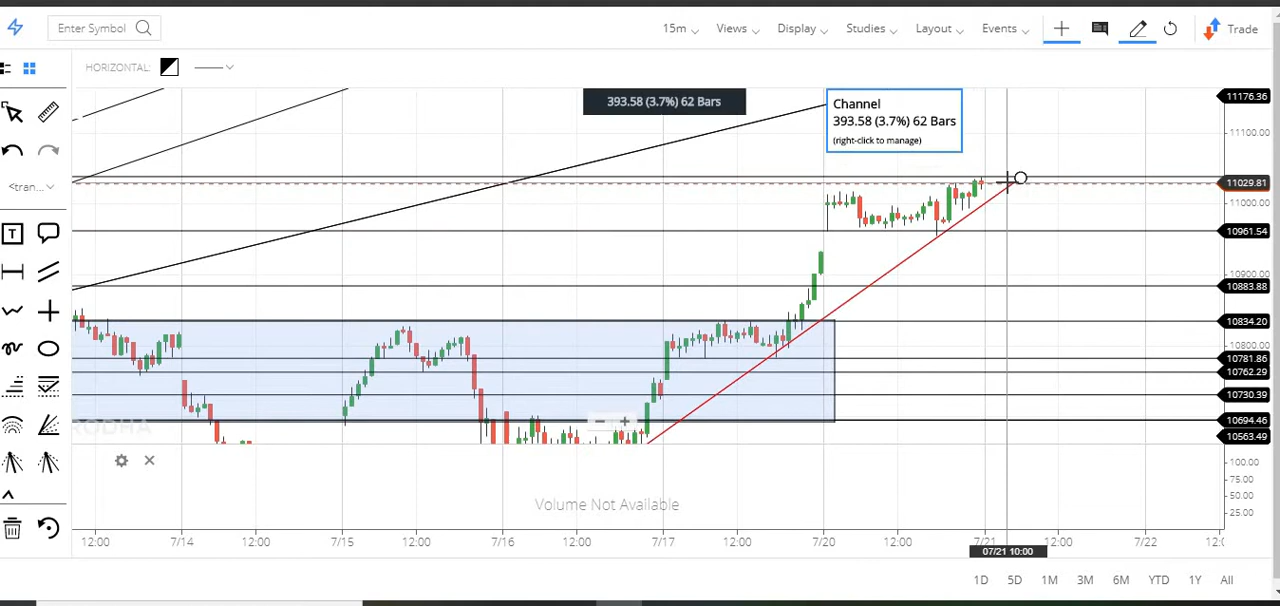 Enter Symbol 15m Views Display Studies Layout Events Trade
HORIZONTAL:
393.58 (3.7%) 62 Bars
Channel
393.58 (3.7%) 62 Bars
(right-click to manage)
<tran...
T
11176.36
11100.00
11029.81
11000.00
10961.54
10900.00
10883.88
10834.20
10800.00
10781.86
10762.29
10730.39
10694.46
10563.49
100.00
75.00
50.00
25.00
Volume Not Available
12:00 7/14 12:00 7/15 12:00 7/16 12:00 7/17 12:00 7/20 12:00 7/21 12:00 7/22 12:
07/21 10:00
1D 5D 1M 3M 6M YTD 1Y All